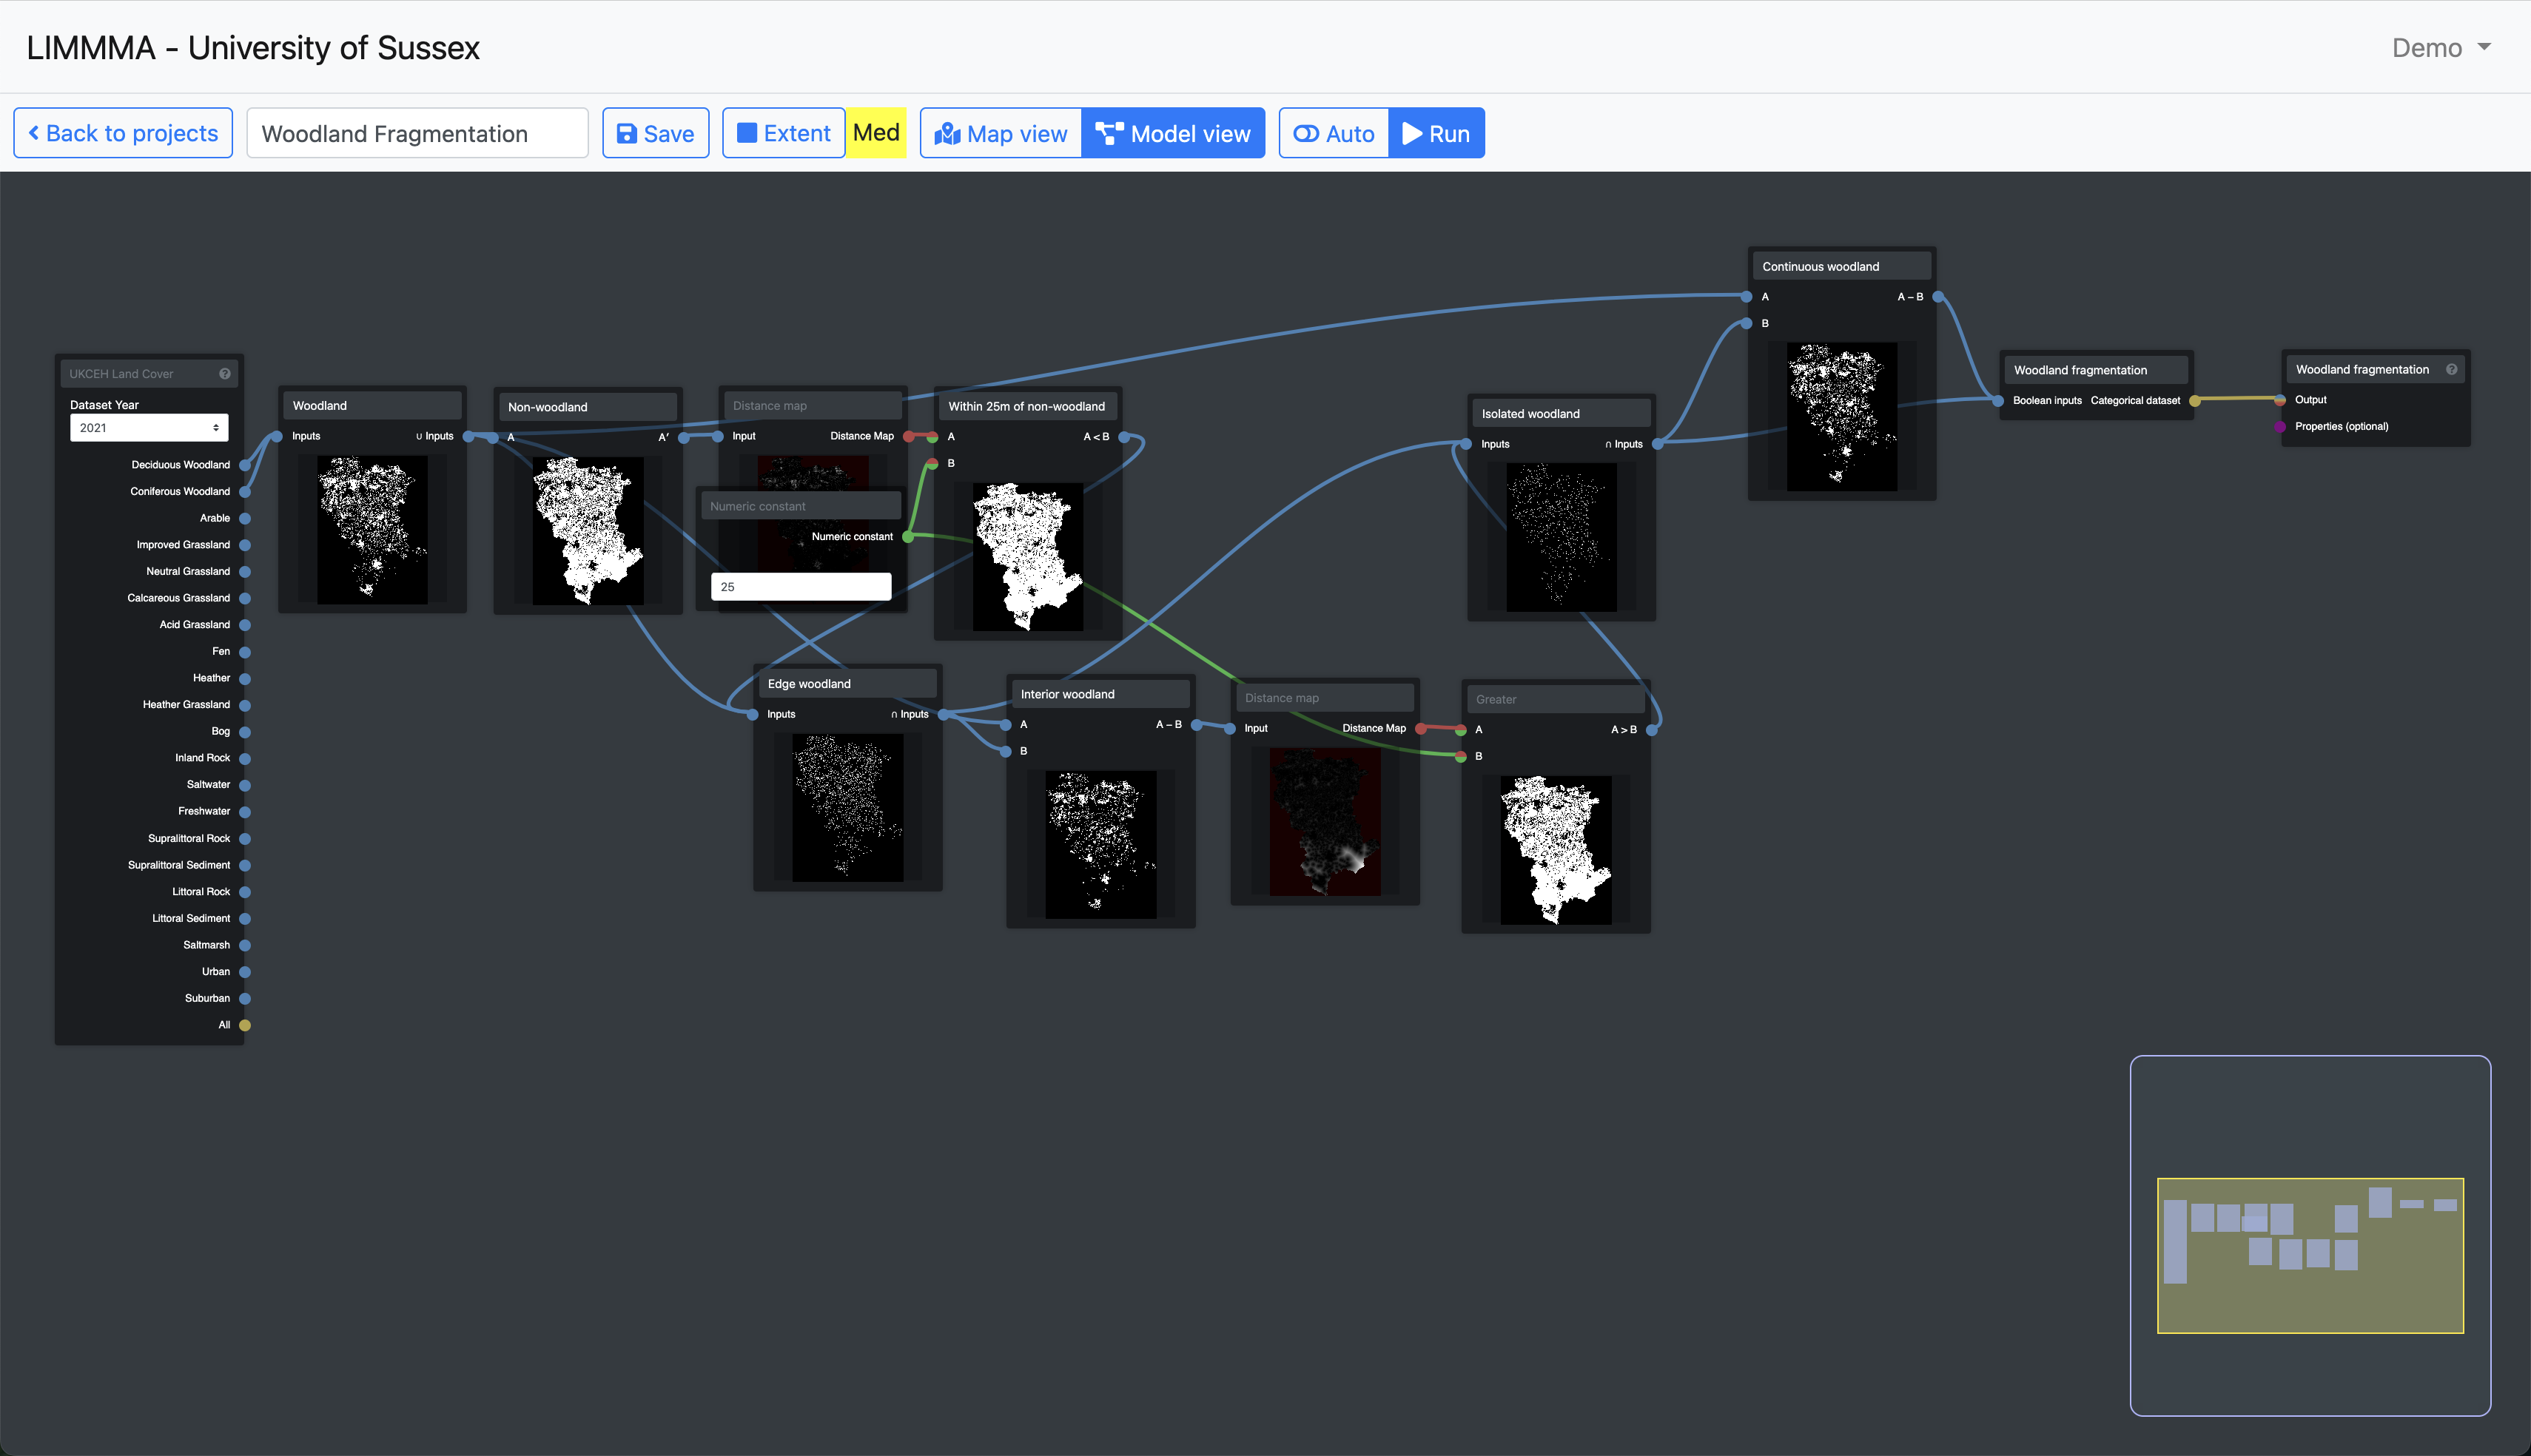 LIMMMA - University of Sussex
Demo
Back to projects
Woodland Fragmentation
Save
Extent
Med
Map view
Model view
Auto
Run
UKCEH Land Cover
Dataset Year
2021
Deciduous Woodland
Coniferous Woodland
Arable
Improved Grassland
Neutral Grassland
Calcareous Grassland
Acid Grassland
Fen
Heather
Heather Grassland
Bog
Inland Rock
Saltwater
Freshwater
Supralittoral Rock
Supralittoral Sediment
Littoral Rock
Littoral Sediment
Saltmarsh
Urban
Suburban
All
Woodland
Inputs ∪ Inputs
Non-woodland
A A′
Distance map
Input Distance Map
Numeric constant
Numeric constant
25
Within 25m of non-woodland
A A < B
B
Edge woodland
Inputs ∩ Inputs
Interior woodland
A A − B
B
Distance map
Input Distance Map
Greater
A A > B
B
Isolated woodland
Inputs ∩ Inputs
Continuous woodland
A A − B
B
Woodland fragmentation
Boolean inputs Categorical dataset
Woodland fragmentation
Output
Properties (optional)